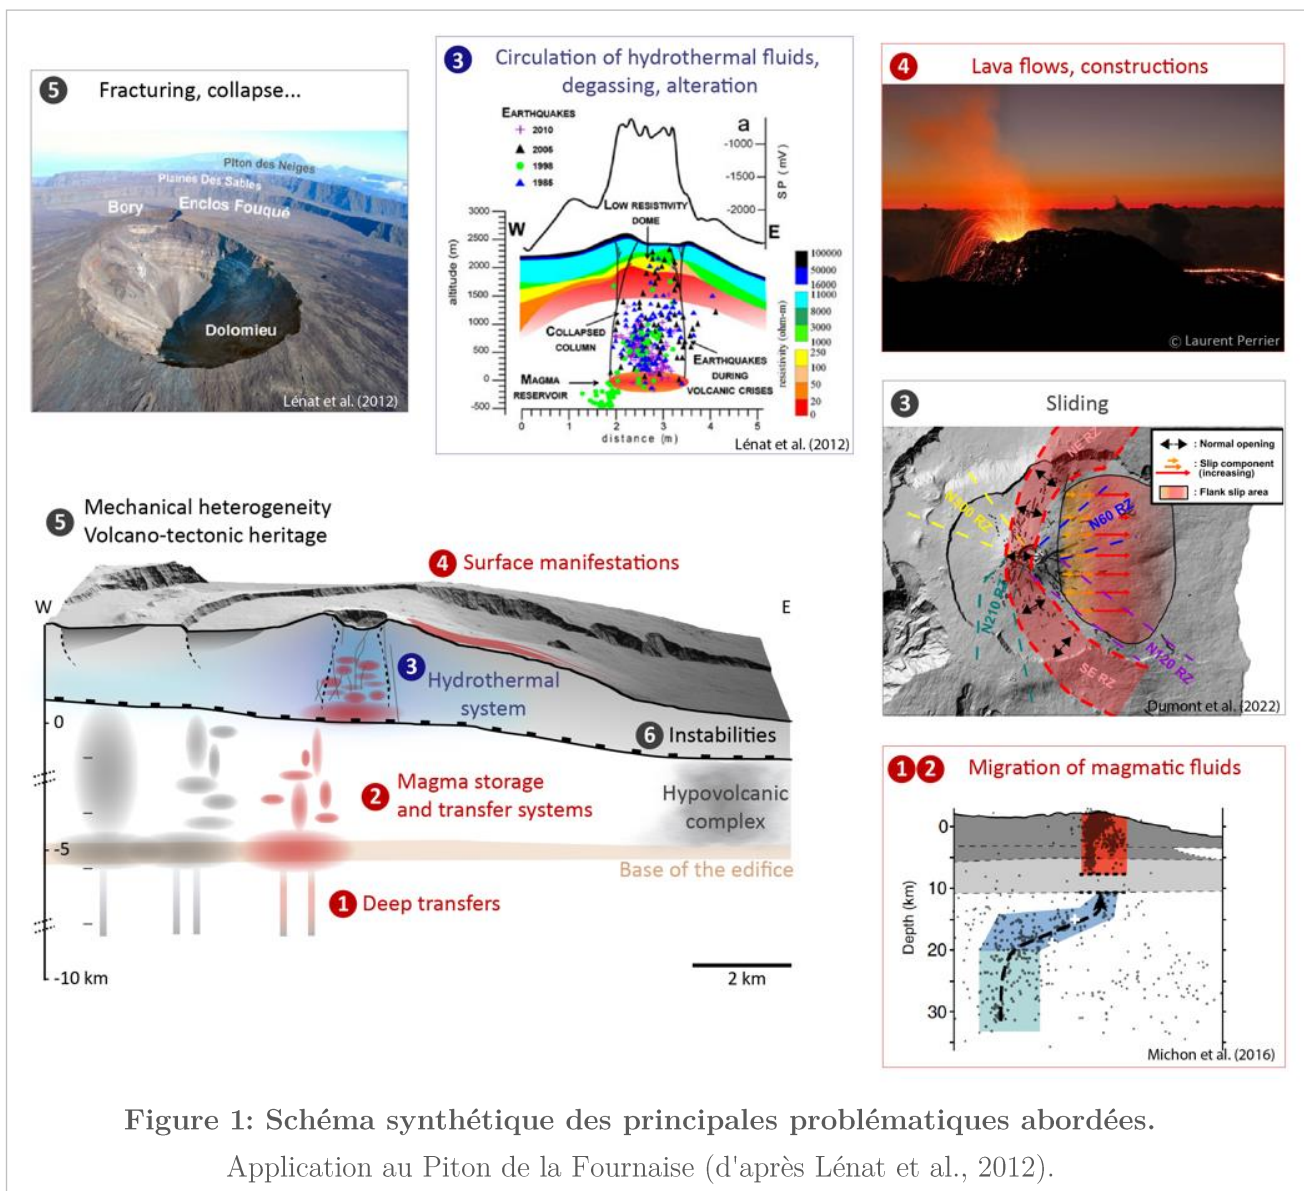 5 Fracturing, collapse...
Piton des Neiges
Plaines Des Sables
Bory
Enclos Fouqué
Dolomieu
Lénat et al. (2012)
3 Circulation of hydrothermal fluids,
degassing, alteration
EARTHQUAKES
2010
2005
1998
1985
a
-1000
-1500
-2000
SP (mV)
LOW RESISTIVITY
DOME
W
E
3000
2500
2000
1500
1000
500
0
-500
altitude (m)
COLLAPSED
COLUMN
MAGMA
RESERVOIR
EARTHQUAKES
DURING
VOLCANIC CRISES
0 1 2 3 4 5
distance (m)
100000
50000
16000
11000
8000
3000
1000
250
100
50
20
0
resistivity (ohm-m)
Lénat et al. (2012)
4 Lava flows, constructions
© Laurent Perrier
3 Sliding
: Normal opening
: Slip component
(increasing)
: Flank slip area
NE RZ
N300 RZ
N60 RZ
N210 RZ
N120 RZ
SE RZ
Dumont et al. (2022)
5 Mechanical heterogeneity
Volcano-tectonic heritage
4 Surface manifestations
W
E
3 Hydrothermal
system
0
6 Instabilities
2 Magma storage
and transfer systems
Hypovolcanic
complex
-5
Base of the edifice
1 Deep transfers
-10 km
2 km
1 2 Migration of magmatic fluids
0
10
20
30
Depth (km)
Michon et al. (2016)
Figure 1: Schéma synthétique des principales problématiques abordées.
Application au Piton de la Fournaise (d'après Lénat et al., 2012).